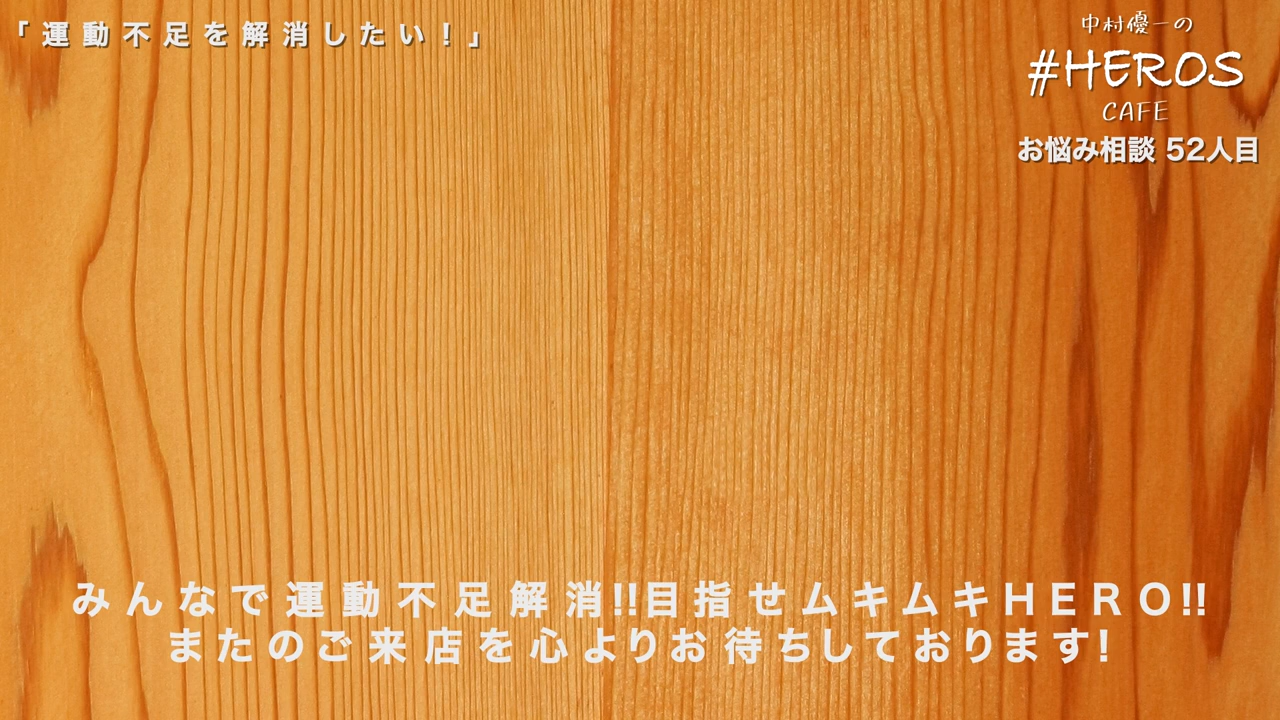 「運動不足を解消したい！」
中村優一の
#HEROS
CAFE
お悩み相談 52人目
みんなで運動不足解消!!目指せムキムキHERO!!
またのご来店を心よりお待ちしております!